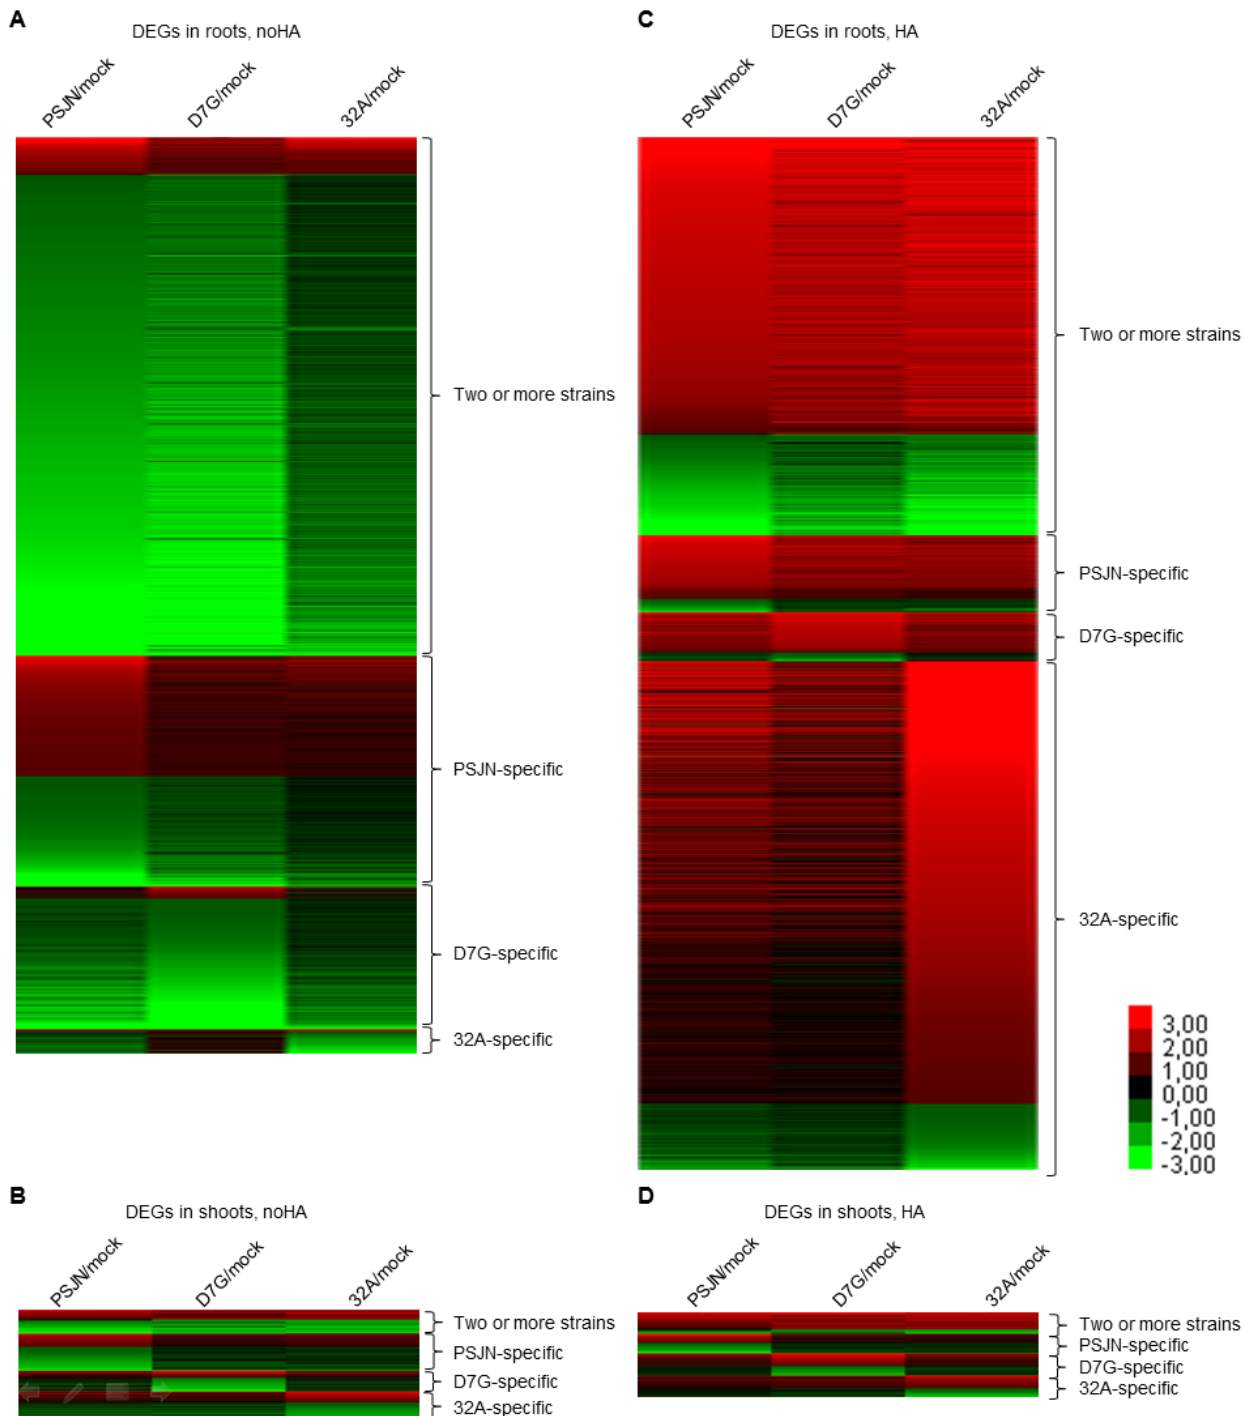 A
DEGs in roots, noHA
PSJN/mock
D7G/mock
32A/mock
Two or more strains
PSJN-specific
D7G-specific
32A-specific
C
DEGs in roots, HA
PSJN/mock
D7G/mock
32A/mock
Two or more strains
PSJN-specific
D7G-specific
32A-specific
3,00
2,00
1,00
0,00
-1,00
-2,00
-3,00
B
DEGs in shoots, noHA
PSJN/mock
D7G/mock
32A/mock
Two or more strains
PSJN-specific
D7G-specific
32A-specific
D
DEGs in shoots, HA
PSJN/mock
D7G/mock
32A/mock
Two or more strains
PSJN-specific
D7G-specific
32A-specific